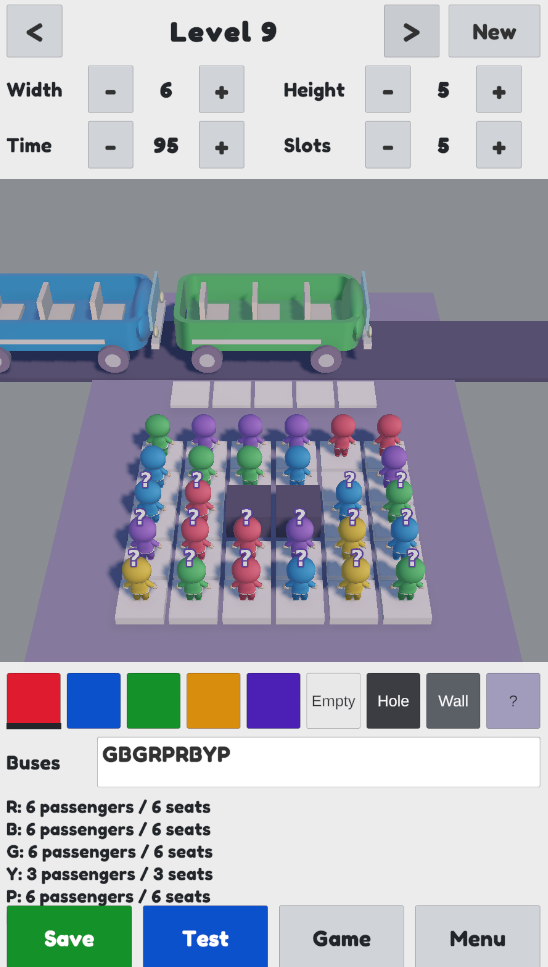 < Level 9 > New
Width - 6 + Height - 5 +
Time - 95 + Slots - 5 +
? ? ? ?
? ? ? ? ? ?
? ? ? ? ? ?
Empty Hole Wall ?
Buses GBGRPRBYP
R: 6 passengers / 6 seats
B: 6 passengers / 6 seats
G: 6 passengers / 6 seats
Y: 3 passengers / 3 seats
P: 6 passengers / 6 seats
Save Test Game Menu